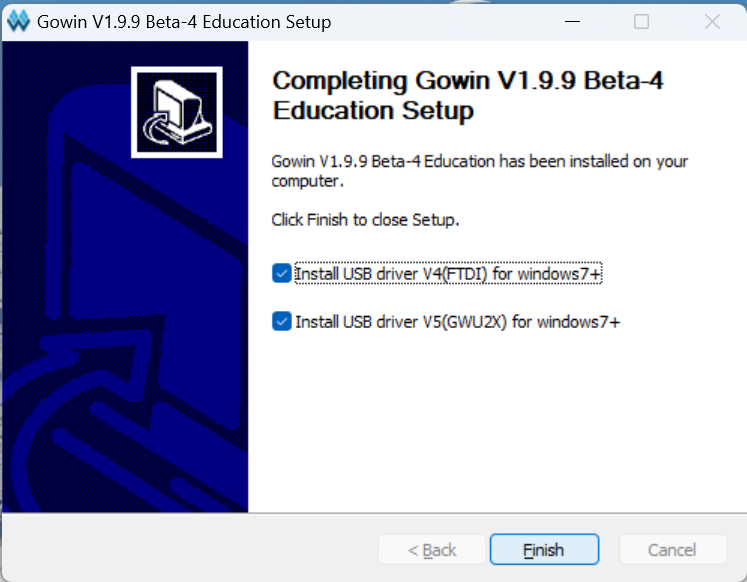 Gowin V1.9.9 Beta-4 Education Setup
Completing Gowin V1.9.9 Beta-4
Education Setup
Gowin V1.9.9 Beta-4 Education has been installed on your
computer.
Click Finish to close Setup.
Install USB driver V4(FTDI) for windows7+
Install USB driver V5(GWU2X) for windows7+
< Back
Finish
Cancel